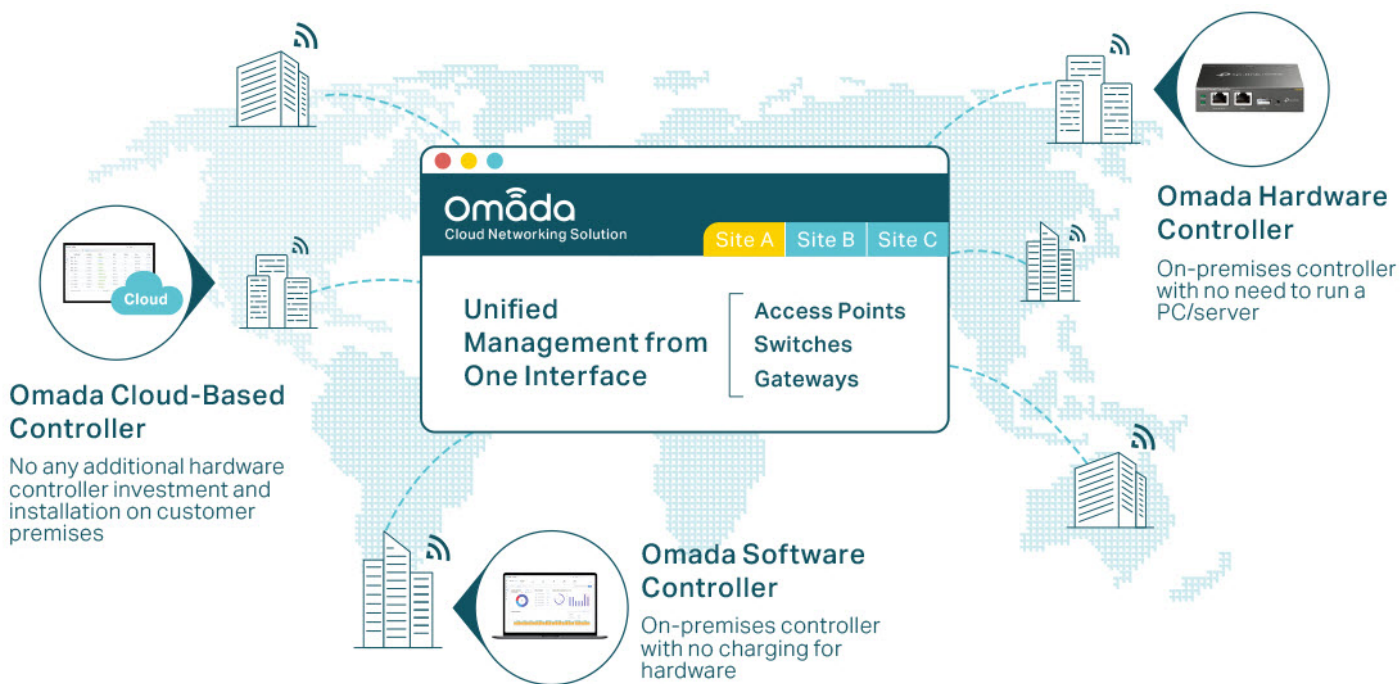 Omada
Cloud Networking Solution
Site A
Site B
Site C
Unified
Management from
One Interface
Access Points
Switches
Gateways
Omada Hardware
Controller
On-premises controller
with no need to run a
PC/server
Cloud
Omada Cloud-Based
Controller
No any additional hardware
controller investment and
installation on customer
premises
Omada Software
Controller
On-premises controller
with no charging for
hardware